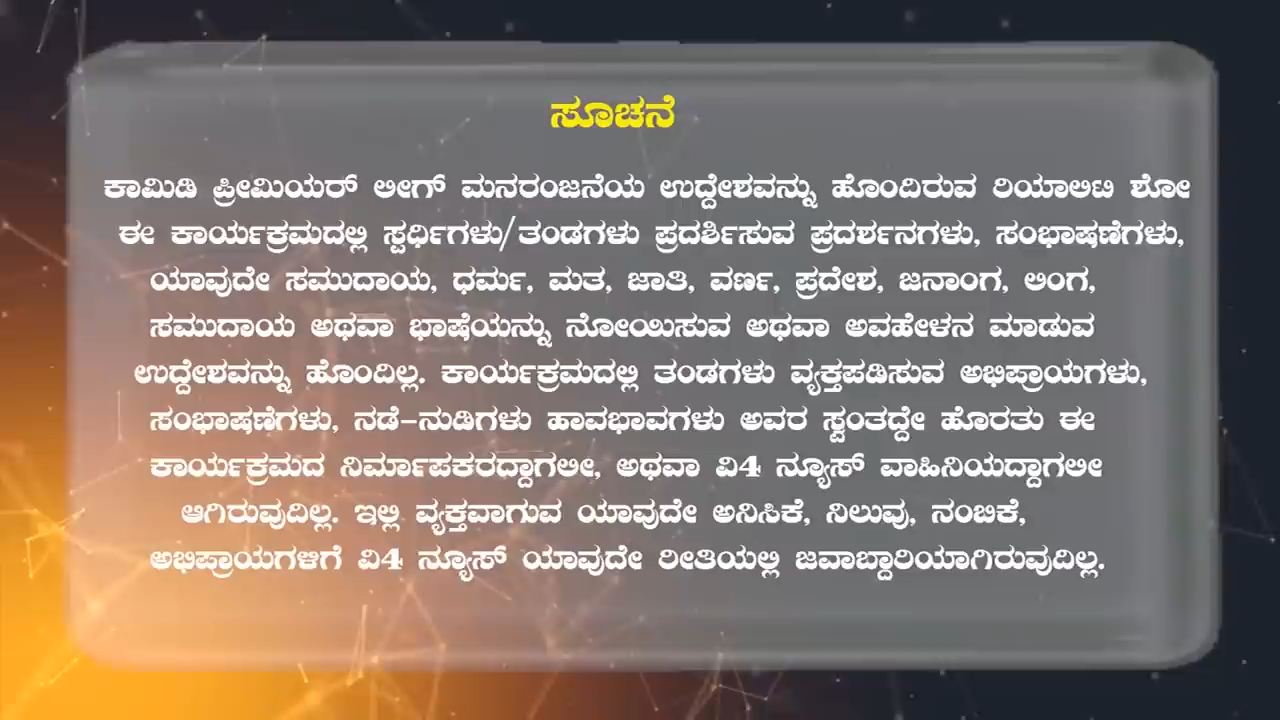 ಸೂಚನೆ
ಕಾಮಿಡಿ ಪ್ರೀಮಿಯರ್ ಲೀಗ್ ಮನರಂಜನೆಯ ಉದ್ದೇಶವನ್ನು ಹೊಂದಿರುವ ರಿಯಾಲಿಟಿ ಶೋ
ಈ ಕಾರ್ಯಕ್ರಮದಲ್ಲಿ ಸ್ಪರ್ಧಿಗಳು/ತಂಡಗಳು ಪ್ರದರ್ಶಿಸುವ ಪ್ರದರ್ಶನಗಳು, ಸಂಭಾಷಣೆಗಳು,
ಯಾವುದೇ ಸಮುದಾಯ, ಧರ್ಮ, ಮತ, ಜಾತಿ, ವರ್ಣ, ಪ್ರದೇಶ, ಜನಾಂಗ, ಲಿಂಗ,
ಸಮುದಾಯ ಅಥವಾ ಭಾಷೆಯನ್ನು ನೋಯಿಸುವ ಅಥವಾ ಅವಹೇಳನ ಮಾಡುವ
ಉದ್ದೇಶವನ್ನು ಹೊಂದಿಲ್ಲ. ಕಾರ್ಯಕ್ರಮದಲ್ಲಿ ತಂಡಗಳು ವ್ಯಕ್ತಪಡಿಸುವ ಅಭಿಪ್ರಾಯಗಳು,
ಸಂಭಾಷಣೆಗಳು, ನಡೆ-ನುಡಿಗಳು ಹಾವಭಾವಗಳು ಅವರ ಸ್ವಂತದ್ದೇ ಹೊರತು ಈ
ಕಾರ್ಯಕ್ರಮದ ನಿರ್ಮಾಪಕರದ್ದಾಗಲೀ, ಅಥವಾ ವಿ4 ನ್ಯೂಸ್ ವಾಹಿನಿಯದ್ದಾಗಲೀ
ಆಗಿರುವುದಿಲ್ಲ. ಇಲ್ಲಿ ವ್ಯಕ್ತವಾಗುವ ಯಾವುದೇ ಅನಿಸಿಕೆ, ನಿಲುವು, ನಂಬಿಕೆ,
ಅಭಿಪ್ರಾಯಗಳಿಗೆ ವಿ4 ನ್ಯೂಸ್ ಯಾವುದೇ ರೀತಿಯಲ್ಲಿ ಜವಾಬ್ದಾರಿಯಾಗಿರುವುದಿಲ್ಲ.